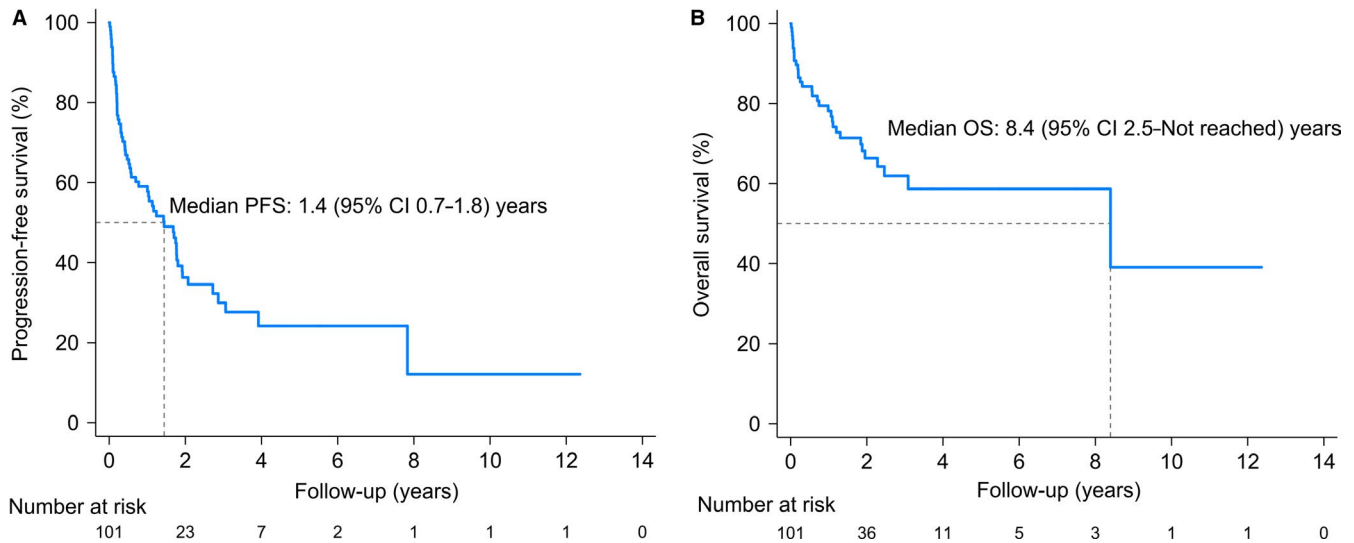 A
Progression-free survival (%)
100
80
60
40
20
0
Median PFS: 1.4 (95% CI 0.7–1.8) years
0 2 4 6 8 10 12 14
Follow-up (years)
Number at risk
101 23 7 2 1 1 1 0
B
Overall survival (%)
100
80
60
40
20
0
Median OS: 8.4 (95% CI 2.5–Not reached) years
0 2 4 6 8 10 12 14
Follow-up (years)
Number at risk
101 36 11 5 3 1 1 0